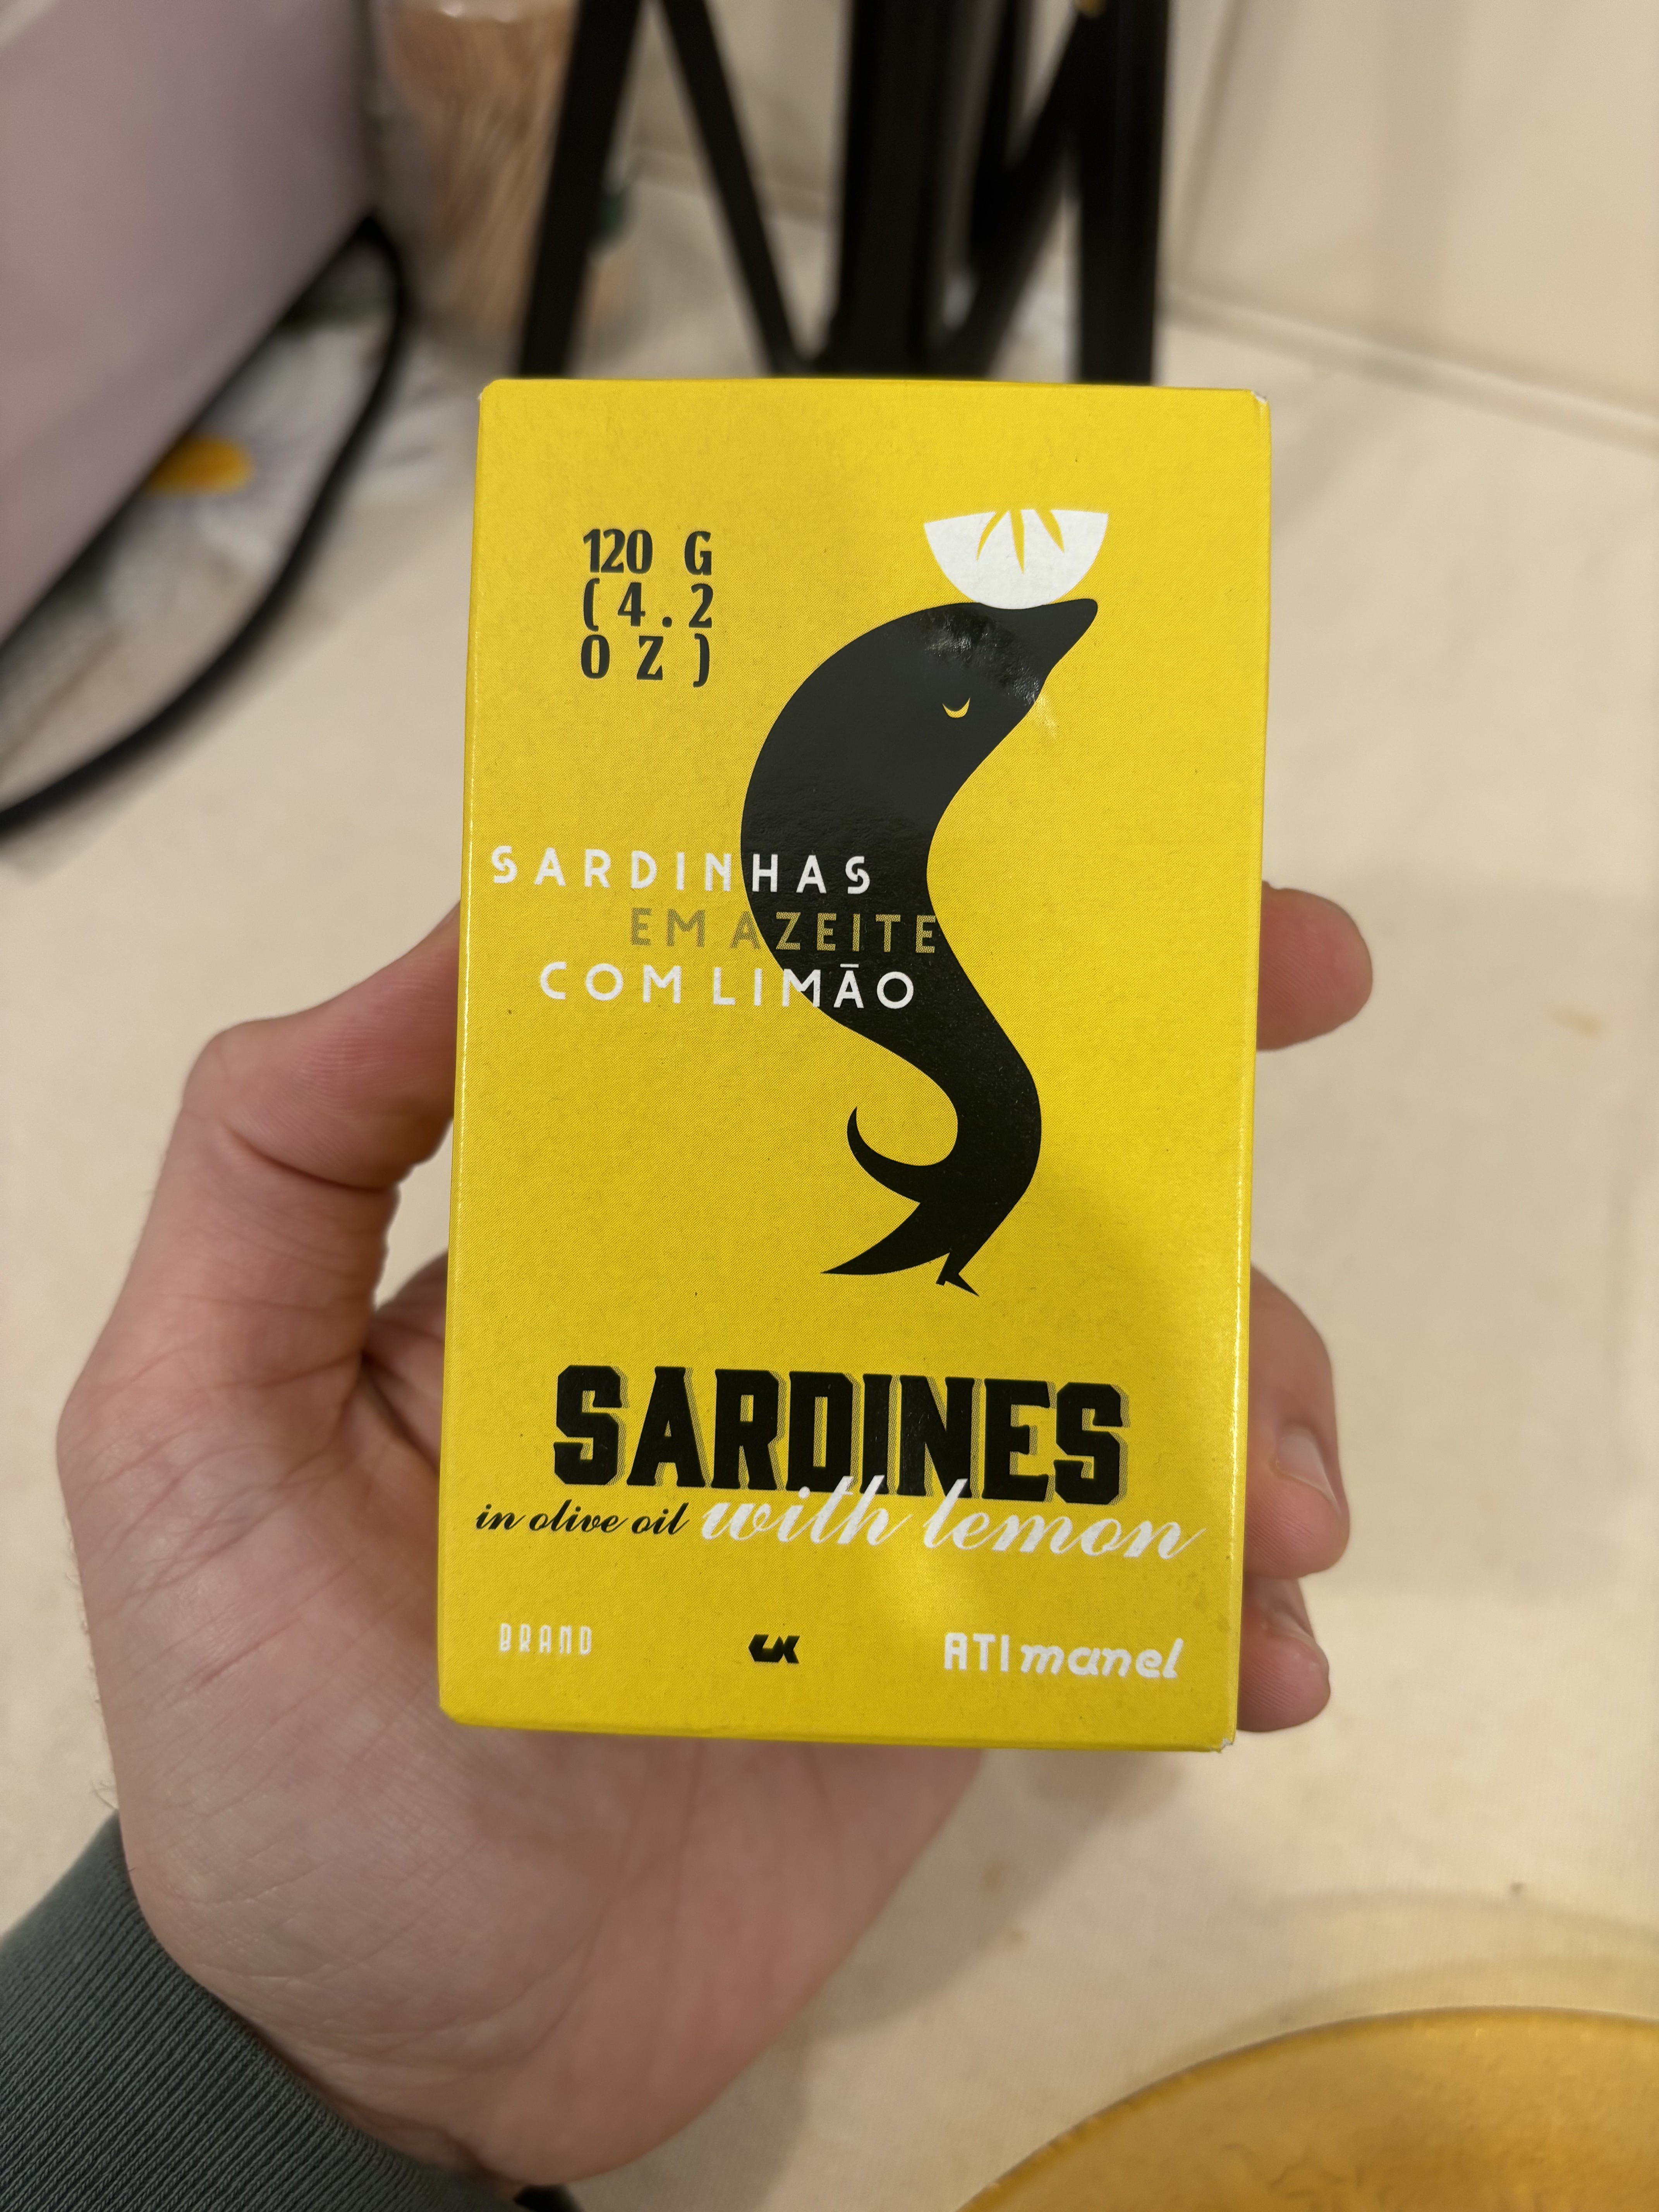 120 G
(4.2
OZ)
SARDINHAS
EM AZEITE
COM LIMÃO
SARDINES
in olive oil with lemon
BRAND
ATI manel